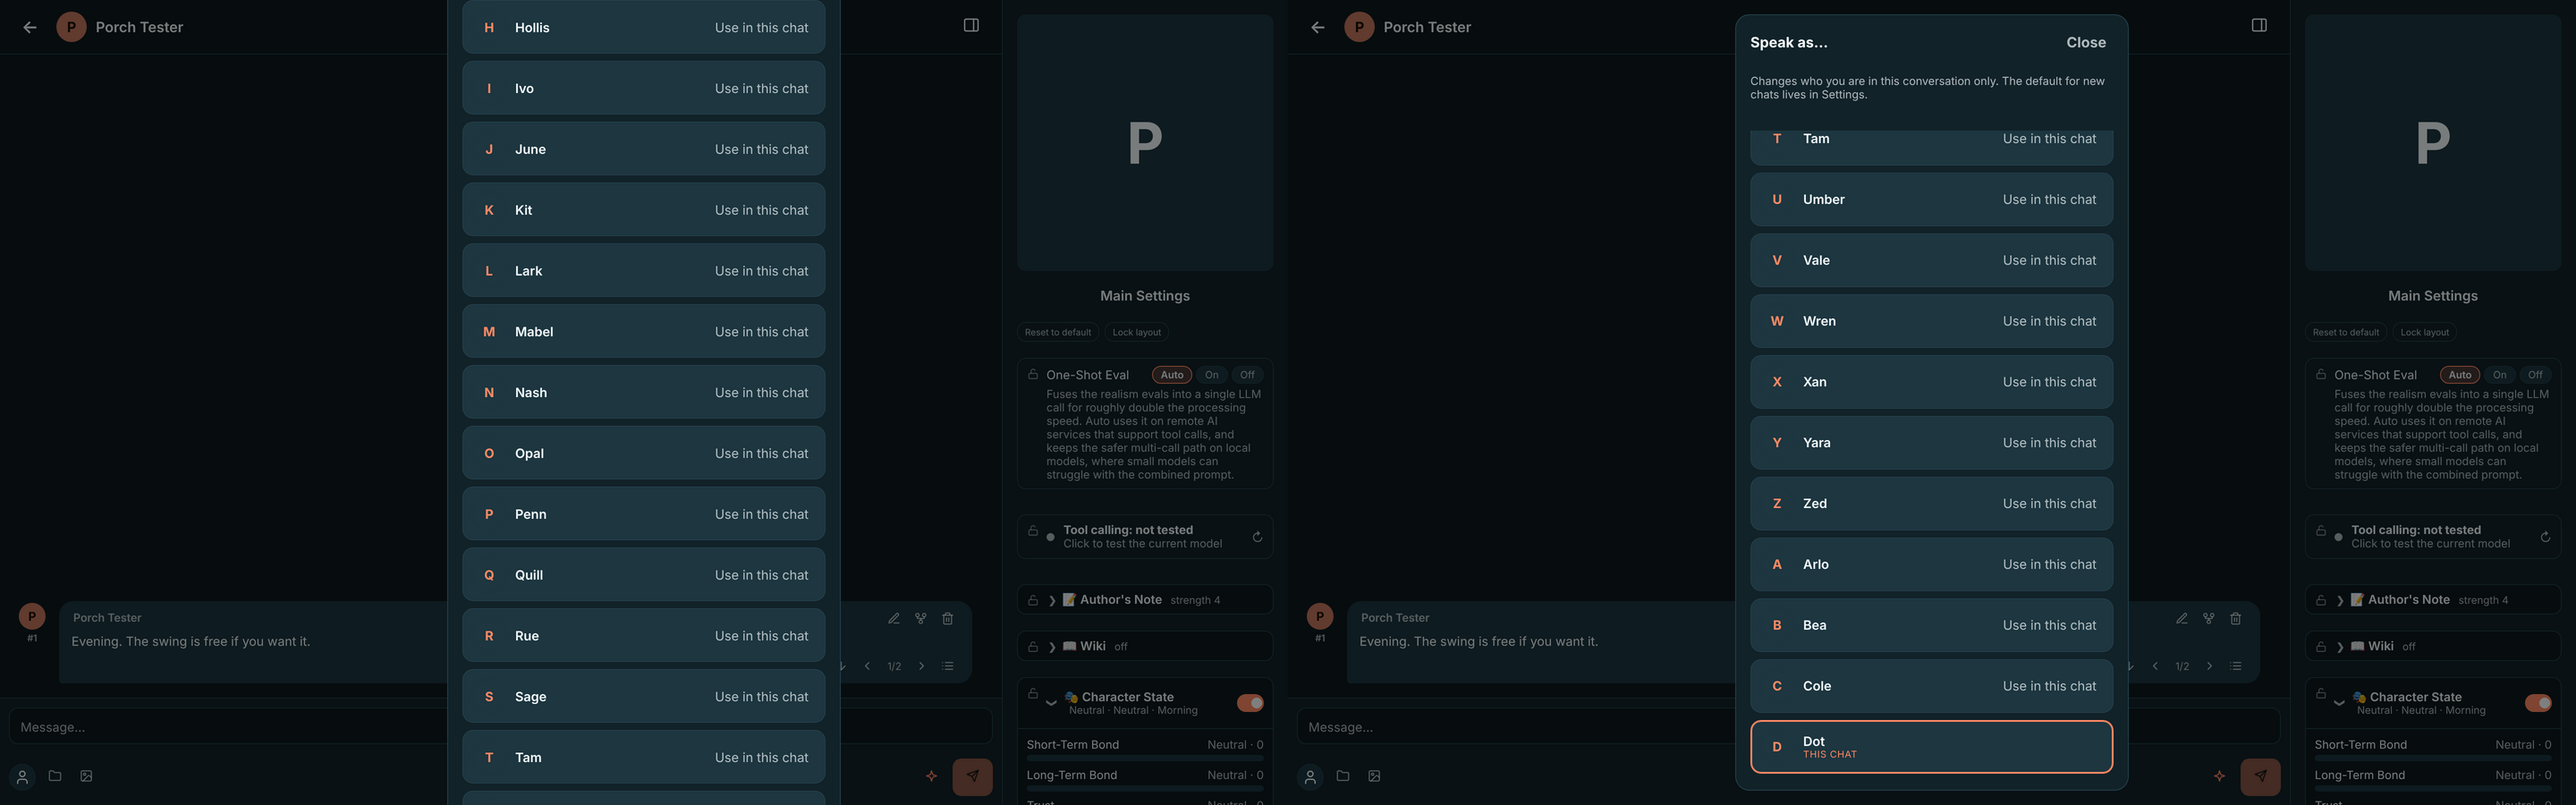 P
Porch Tester
H
Hollis
Use in this chat
I
Ivo
Use in this chat
J
June
Use in this chat
K
Kit
Use in this chat
L
Lark
Use in this chat
M
Mabel
Use in this chat
N
Nash
Use in this chat
O
Opal
Use in this chat
P
Penn
Use in this chat
Q
Quill
Use in this chat
R
Rue
Use in this chat
S
Sage
Use in this chat
T
Tam
Use in this chat
P
#1
Porch Tester
Evening. The swing is free if you want it.
1/2
Message...
P
Main Settings
Reset to default
Lock layout
One-Shot Eval
Auto
On
Off
Fuses the realism evals into a single LLM
call for roughly double the processing
speed. Auto uses it on remote AI
services that support tool calls, and
keeps the safer multi-call path on local
models, where small models can
struggle with the combined prompt.
Tool calling: not tested
Click to test the current model
Author's Note strength 4
Wiki off
Character State
Neutral · Neutral · Morning
Short-Term Bond
Neutral · 0
Long-Term Bond
Neutral · 0
Trust
Neutral · 0
P
Porch Tester
Speak as...
Close
Changes who you are in this conversation only. The default for new
chats lives in Settings.
T
Tam
Use in this chat
U
Umber
Use in this chat
V
Vale
Use in this chat
W
Wren
Use in this chat
X
Xan
Use in this chat
Y
Yara
Use in this chat
Z
Zed
Use in this chat
A
Arlo
Use in this chat
B
Bea
Use in this chat
C
Cole
Use in this chat
D
Dot
THIS CHAT
P
#1
Porch Tester
Evening. The swing is free if you want it.
1/2
Message...
P
Main Settings
Reset to default
Lock layout
One-Shot Eval
Auto
On
Off
Fuses the realism evals into a single LLM
call for roughly double the processing
speed. Auto uses it on remote AI
services that support tool calls, and
keeps the safer multi-call path on local
models, where small models can
struggle with the combined prompt.
Tool calling: not tested
Click to test the current model
Author's Note strength 4
Wiki off
Character State
Neutral · Neutral · Morning
Short-Term Bond
Neutral · 0
Long-Term Bond
Neutral · 0
Trust
Neutral · 0